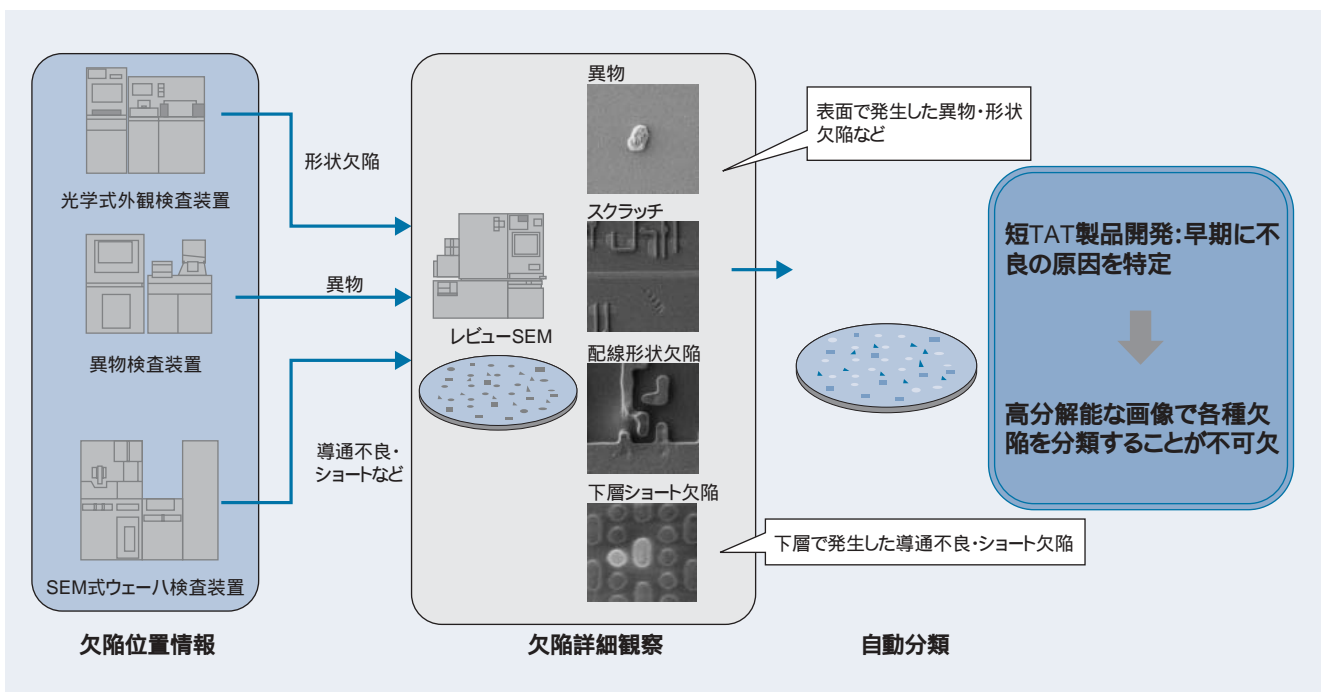 光学式外観検査装置
異物検査装置
SEM式ウェーハ検査装置
欠陥位置情報
形状欠陥
異物
導通不良・
ショートなど
レビューSEM
異物
スクラッチ
配線形状欠陥
下層ショート欠陥
欠陥詳細観察
表面で発生した異物・形状
欠陥など
下層で発生した導通不良・ショート欠陥
自動分類
短TAT製品開発:早期に不
良の原因を特定
高分解能な画像で各種欠
陥を分類することが不可欠